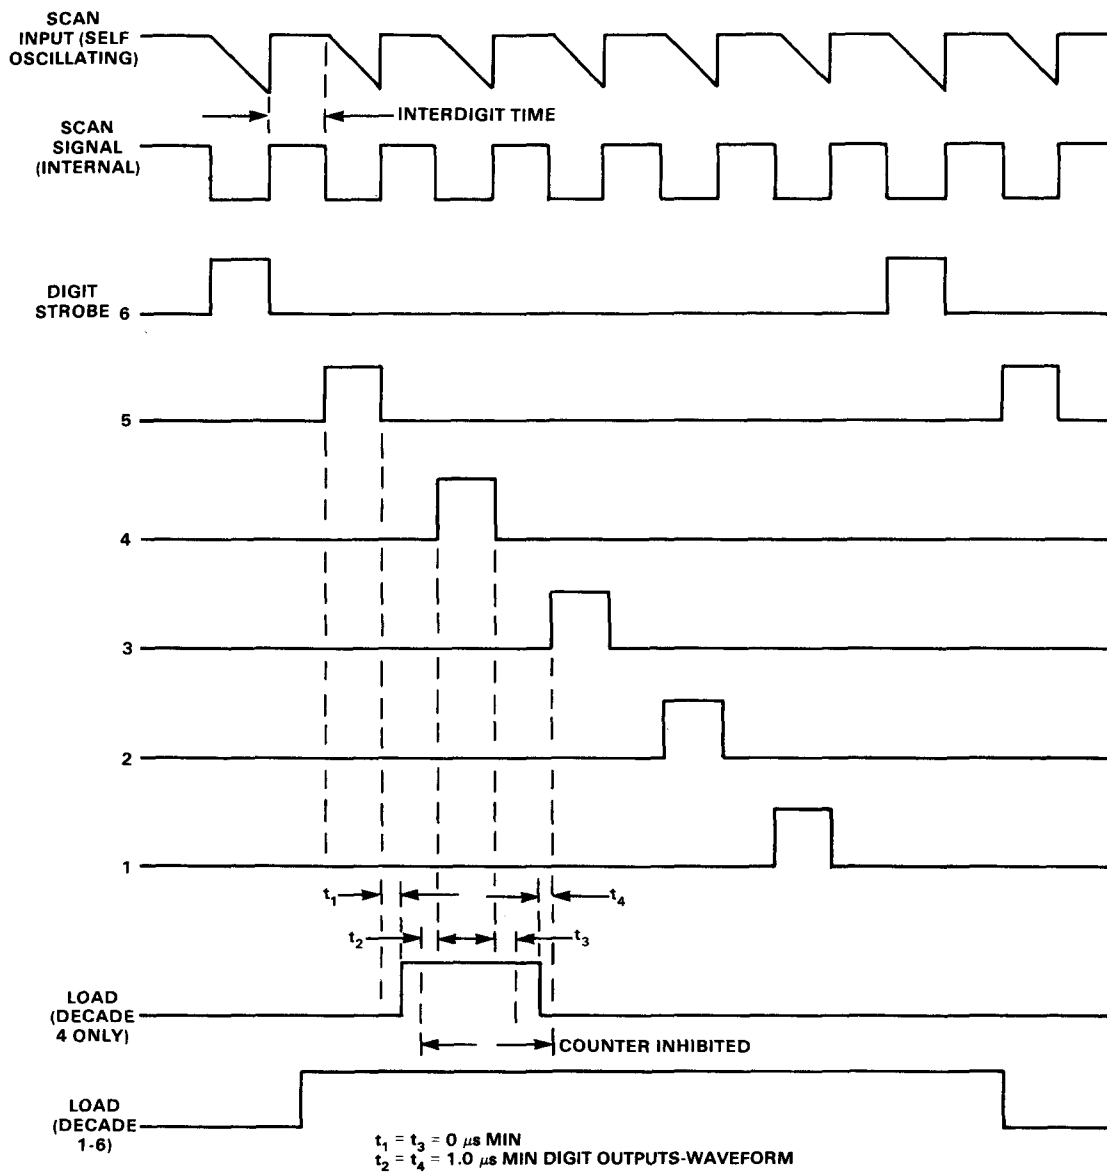 SCAN
INPUT (SELF
OSCILLATING)
INTERDIGIT TIME
SCAN
SIGNAL
(INTERNAL)
DIGIT
STROBE 6
5
4
3
2
1
t1
t4
t2
t3
LOAD
(DECADE
4 ONLY)
COUNTER INHIBITED
LOAD
(DECADE
1-6)
t1 = t3 = 0 μs MIN
t2 = t4 = 1.0 μs MIN DIGIT OUTPUTS-WAVEFORM